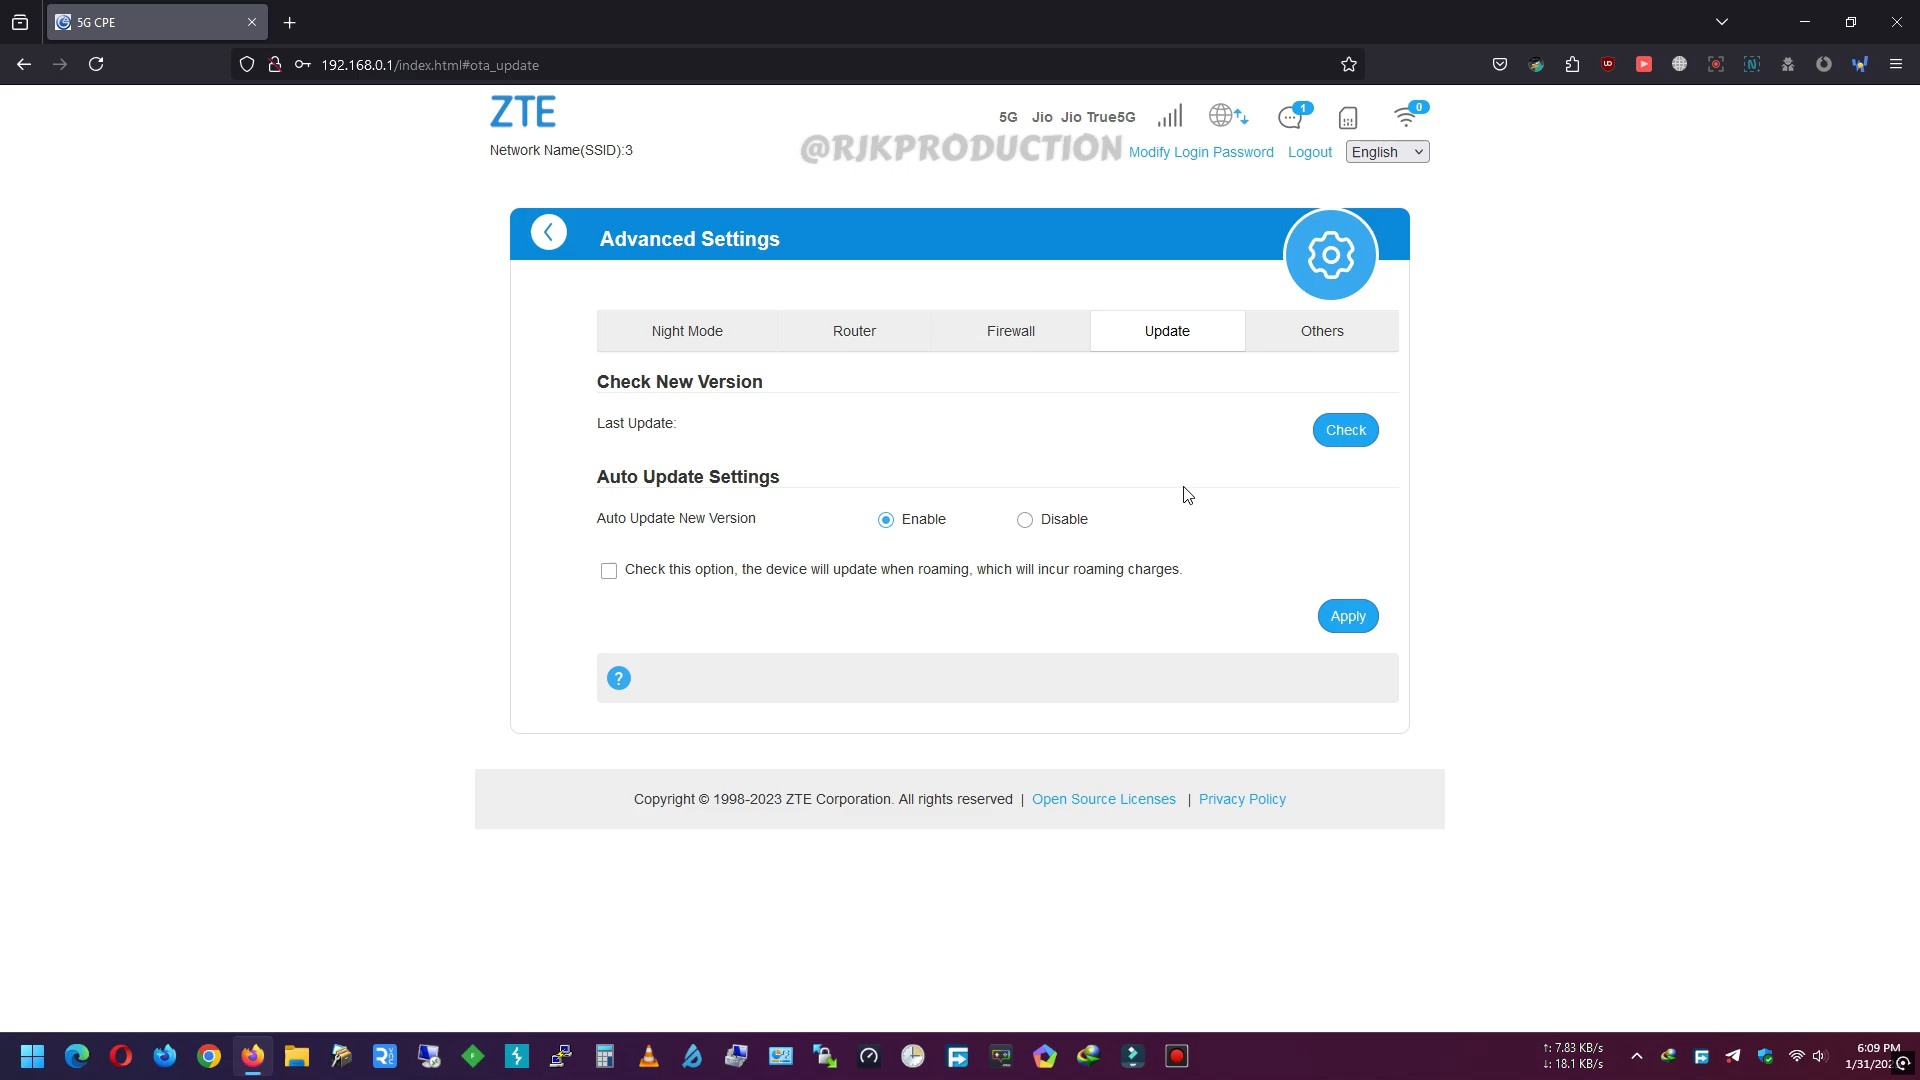 5G CPE
192.168.0.1/index.html#ota_update
ZTE
5G Jio Jio True5G 1 0
Network Name(SSID):3
@RJKPRODUCTION
Modify Login Password Logout English
Advanced Settings
Night Mode Router Firewall Update Others
Check New Version
Last Update: Check
Auto Update Settings
Auto Update New Version Enable Disable
Check this option, the device will update when roaming, which will incur roaming charges.
Apply
?
Copyright © 1998-2023 ZTE Corporation. All rights reserved | Open Source Licenses | Privacy Policy
↑: 7.83 KB/s
↓: 18.1 KB/s
6:09 PM